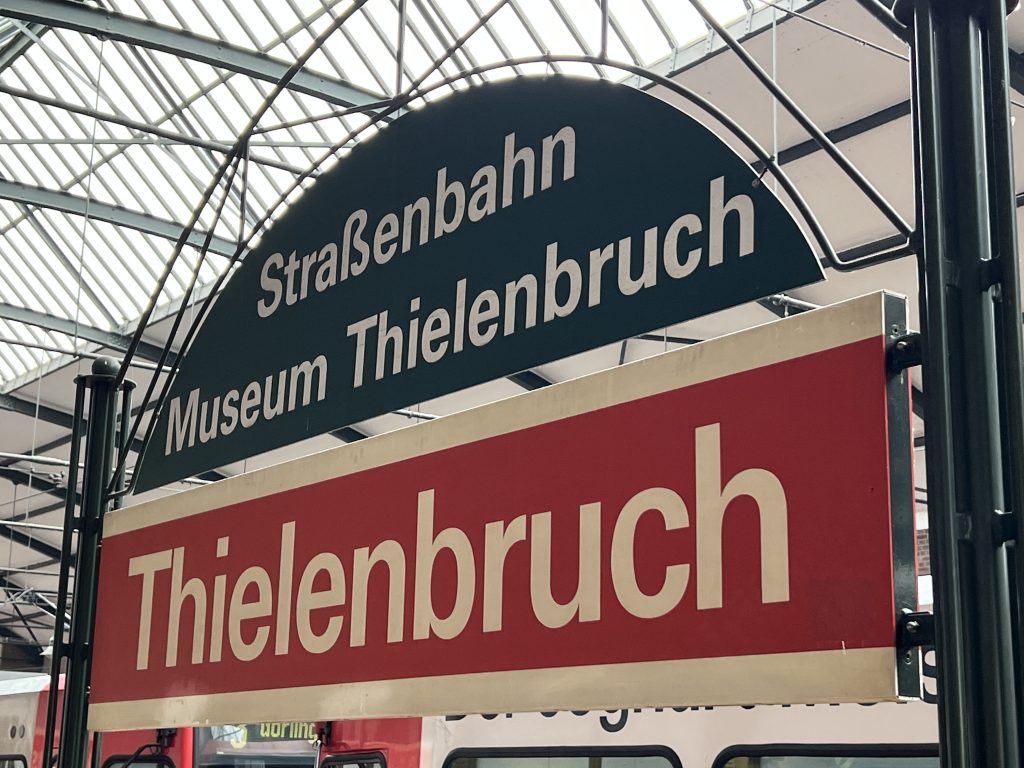 Straßenbahn
Museum Thielenbruch
Thielenbruch